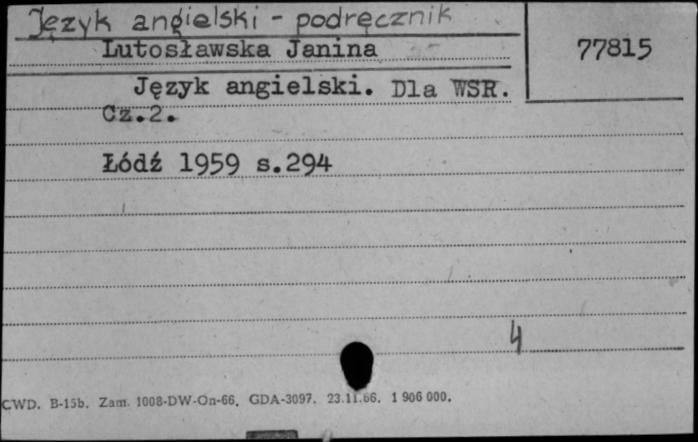 Język angielski - podręcznik
Lutosławska Janina
77815
Język angielski. Dla WSR.
Cz.2.
Łódź 1959 s.294
4
CWD. B-15b. Zam. 1008-DW-On-66. GDA-3097. 23.11.66. 1 906 000.